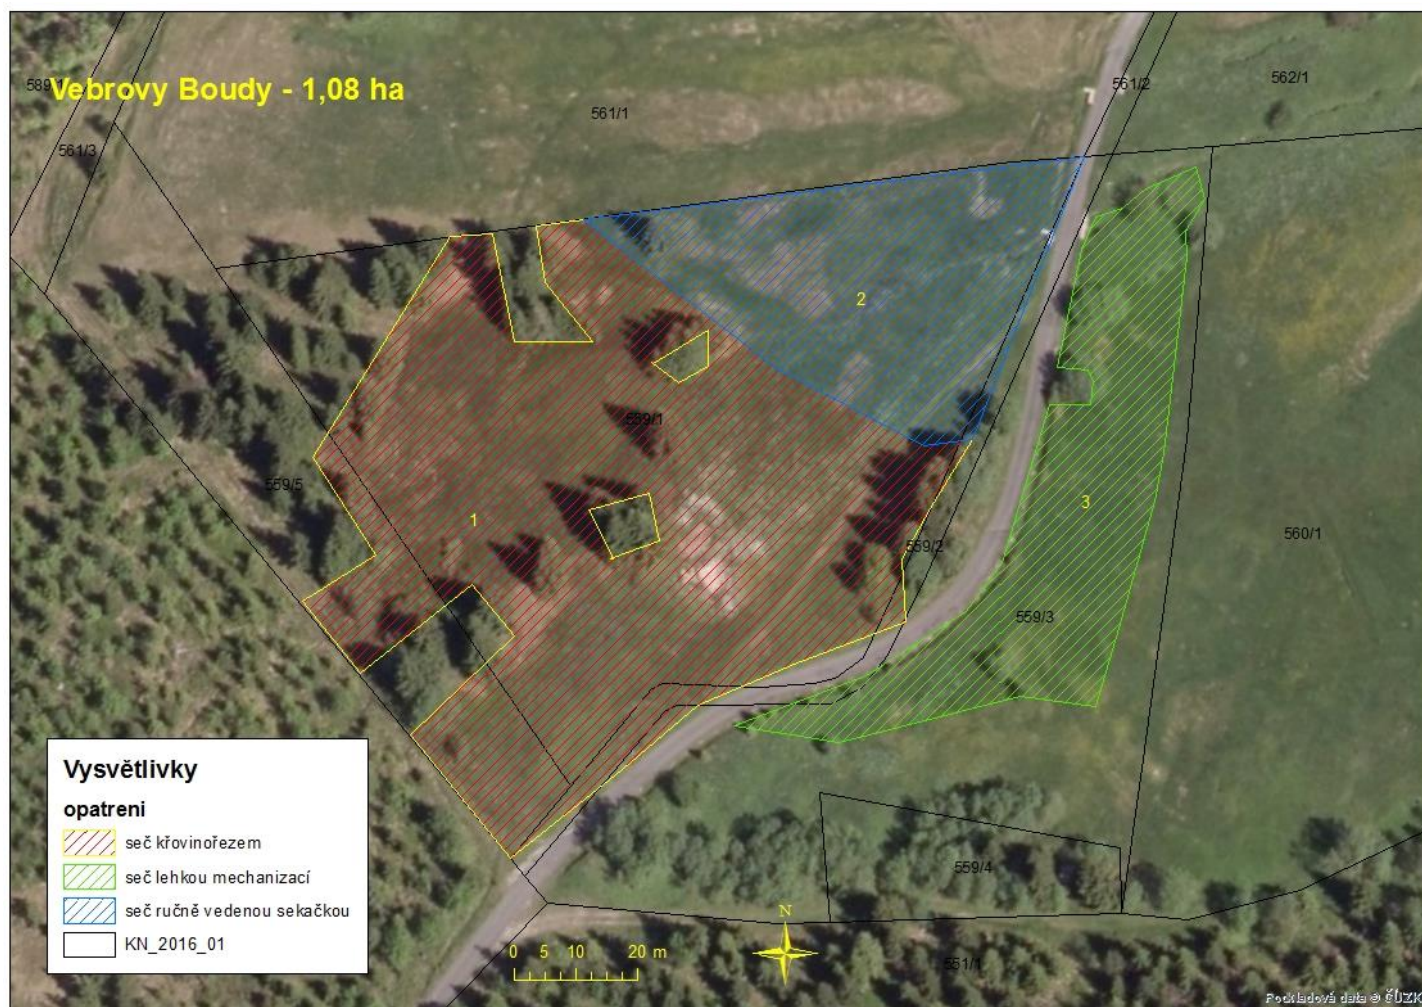 Vebrovy Boudy - 1,08 ha
589/1
561/3
561/1
561/2
562/1
2
559/1
559/5
1
3
559/2
560/1
559/3
559/4
551/1
Vysvětlivky
opatreni
seč křovinořezem
seč lehkou mechanizací
seč ručně vedenou sekačkou
KN_2016_01
N
0 5 10 20 m
Podkladová data © ČÚZK